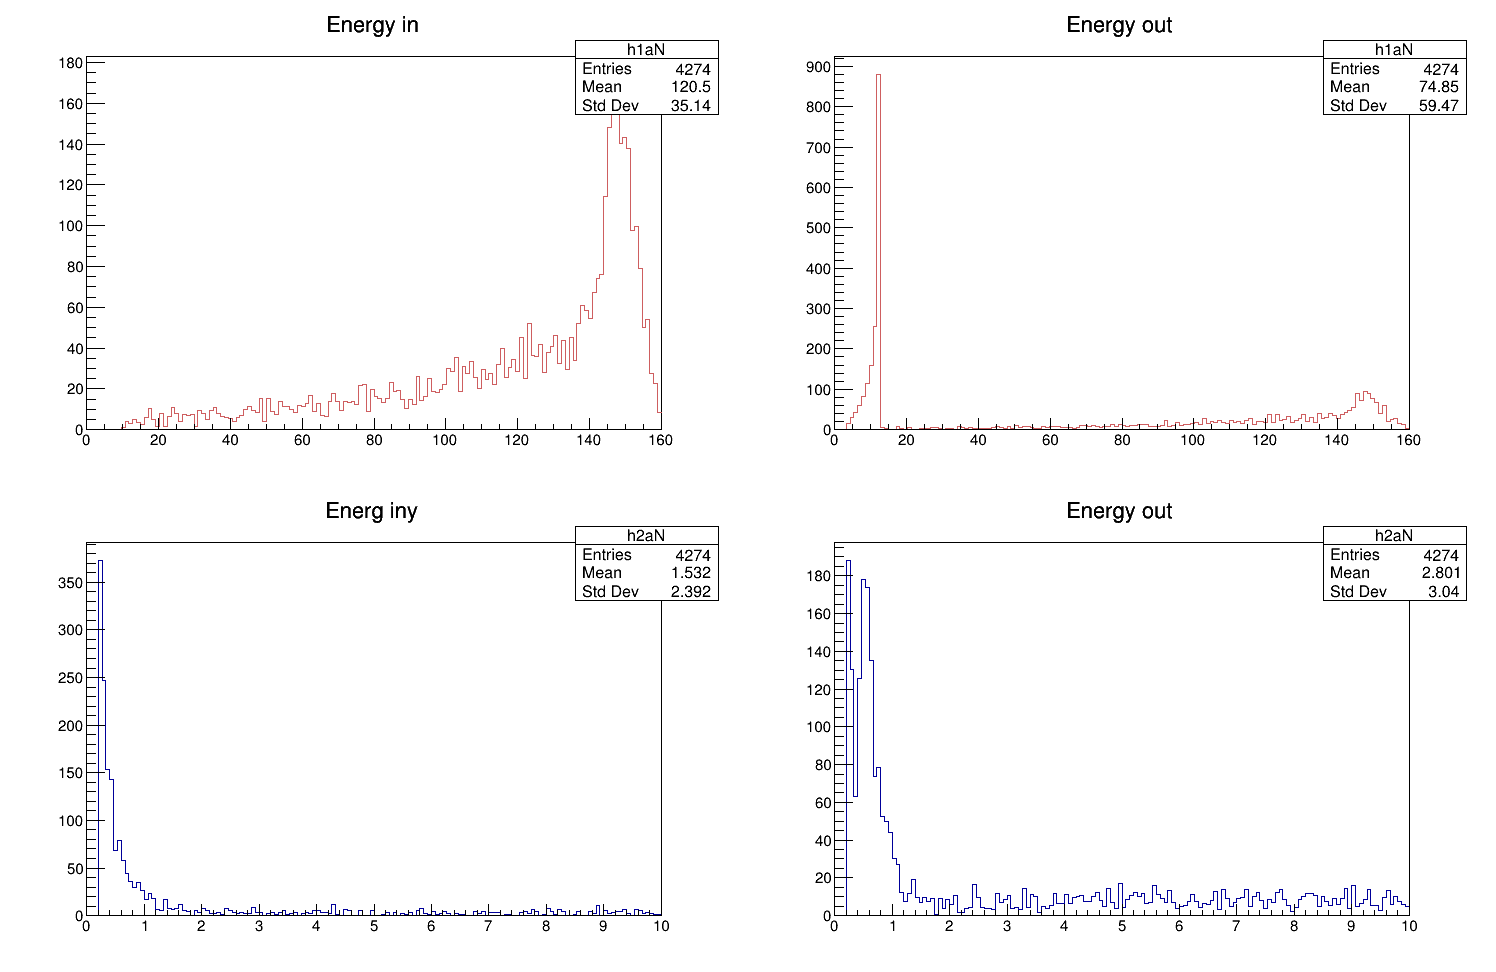 Energy in
h1aN
Entries 4274
Mean 120.5
Std Dev 35.14
180
160
140
120
100
80
60
40
20
0
0 20 40 60 80 100 120 140 160
Energy out
h1aN
Entries 4274
Mean 74.85
Std Dev 59.47
900
800
700
600
500
400
300
200
100
0
0 20 40 60 80 100 120 140 160
Energ iny
h2aN
Entries 4274
Mean 1.532
Std Dev 2.392
350
300
250
200
150
100
50
0
0 1 2 3 4 5 6 7 8 9 10
Energy out
h2aN
Entries 4274
Mean 2.801
Std Dev 3.04
180
160
140
120
100
80
60
40
20
0
0 1 2 3 4 5 6 7 8 9 10